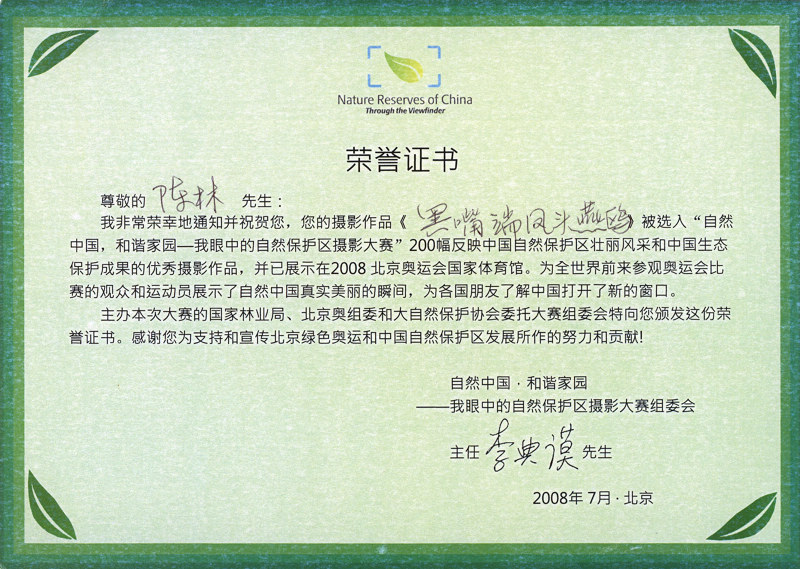 Nature Reserves of China
Through the Viewfinder
荣誉证书
尊敬的 陈林 先生：
我非常荣幸地通知并祝贺您，您的摄影作品《黑嘴端凤头燕鸥》被选入“自然
中国，和谐家园—我眼中的自然保护区摄影大赛”200幅反映中国自然保护区壮丽风采和中国生态
保护成果的优秀摄影作品，并已展示在2008 北京奥运会国家体育馆。为全世界前来参观奥运会比
赛的观众和运动员展示了自然中国真实美丽的瞬间，为各国朋友了解中国打开了新的窗口。
主办本次大赛的国家林业局、北京奥组委和大自然保护协会委托大赛组委会特向您颁发这份荣
誉证书。感谢您为支持和宣传北京绿色奥运和中国自然保护区发展所作的努力和贡献!
自然中国·和谐家园
——我眼中的自然保护区摄影大赛组委会
主任 李典谟 先生
2008年 7月·北京